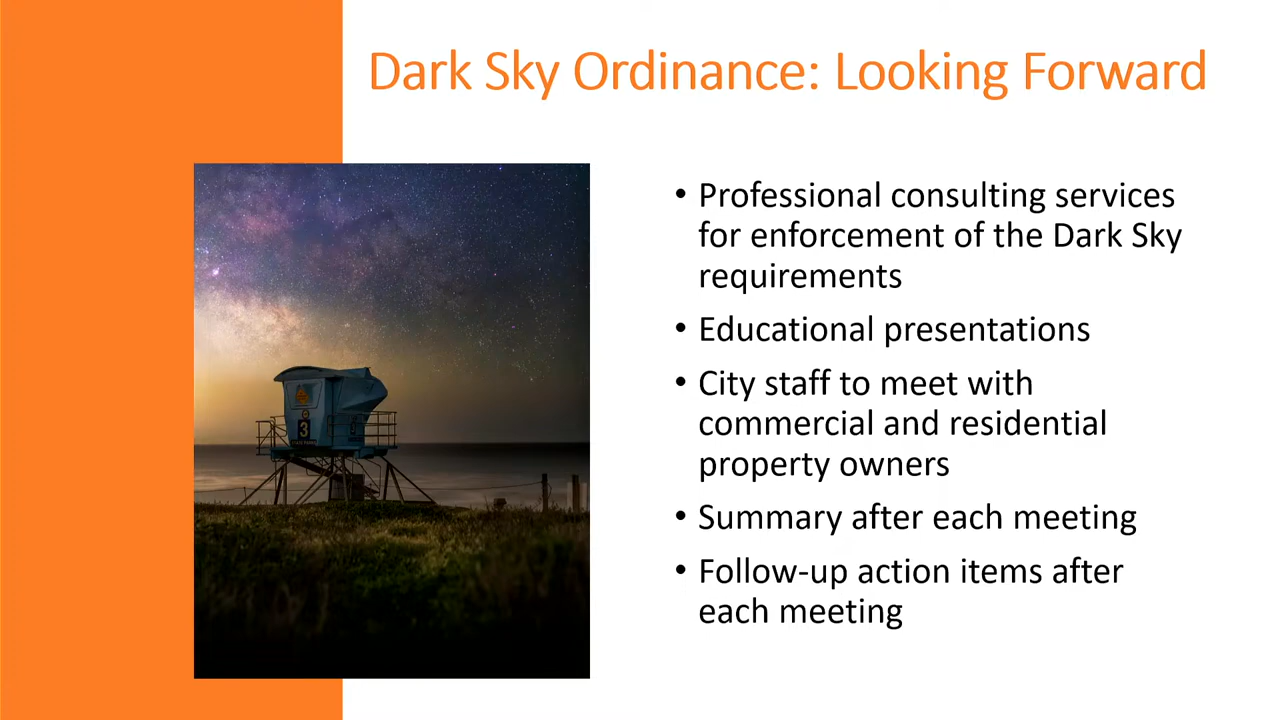 Dark Sky Ordinance: Looking Forward
• Professional consulting services
for enforcement of the Dark Sky
requirements
• Educational presentations
• City staff to meet with
commercial and residential
property owners
• Summary after each meeting
• Follow-up action items after
each meeting
3